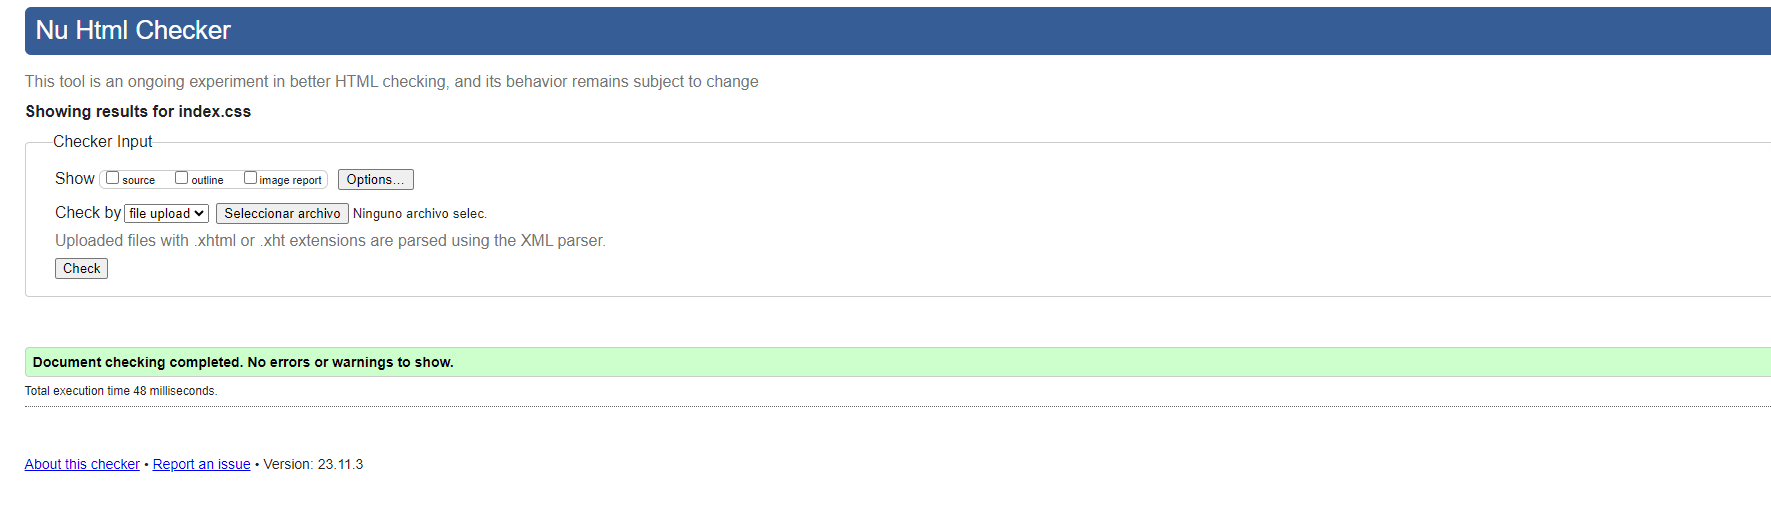 Nu Html Checker
This tool is an ongoing experiment in better HTML checking, and its behavior remains subject to change
Showing results for index.css
Checker Input
Show source outline image report Options...
Check by file upload Seleccionar archivo Ninguno archivo selec.
Uploaded files with .xhtml or .xht extensions are parsed using the XML parser.
Check
Document checking completed. No errors or warnings to show.
Total execution time 48 milliseconds.
About this checker • Report an issue • Version: 23.11.3